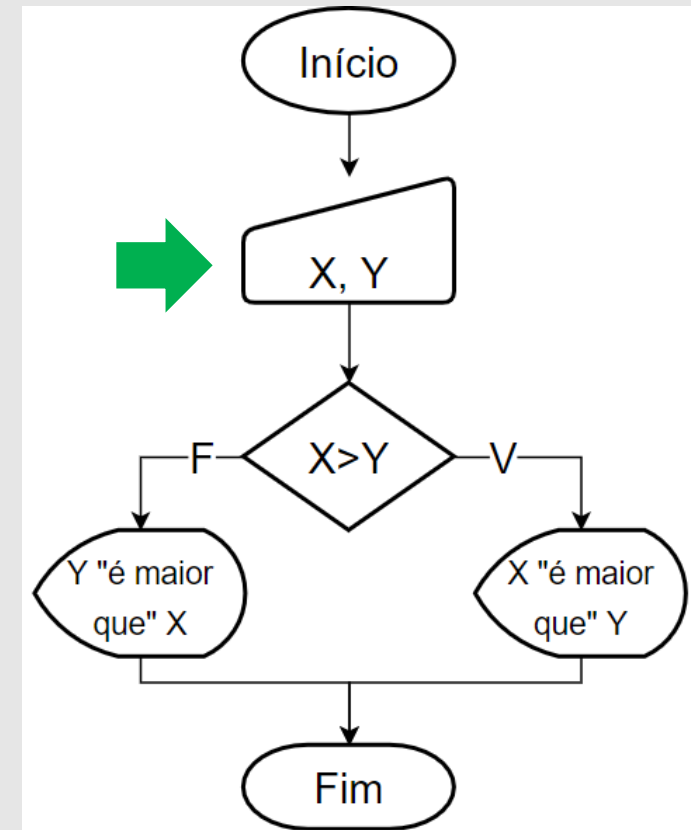 Início
X, Y
X>Y
F
V
Y "é maior
que" X
X "é maior
que" Y
Fim